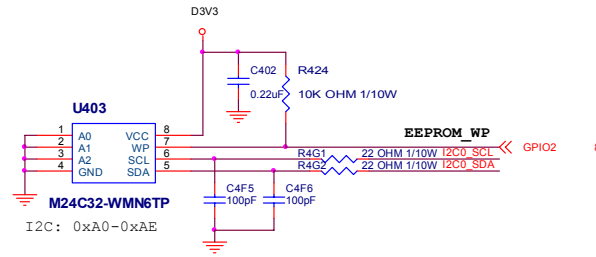 D3V3
C402
0.22uF
R424
10K OHM 1/10W
U403
1 A0 VCC 8
2 A1 WP 7
3 A2 SCL 6
4 GND SDA 5
EEPROM_WP
GPIO2
R4G1 22 OHM 1/10W I2C0_SCL
R4G2 22 OHM 1/10W I2C0_SDA
C4F5
100pF
C4F6
100pF
M24C32-WMN6TP
I2C: 0xA0-0xAE